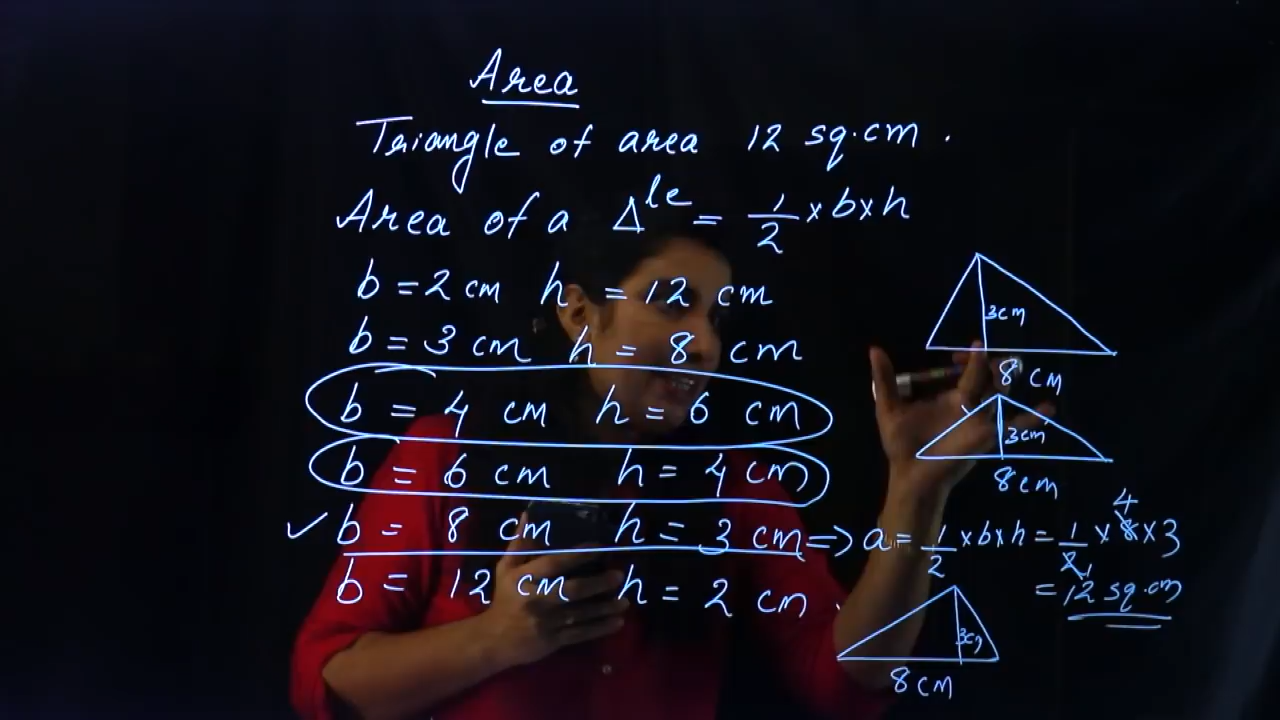 Area
Triangle of area 12 sq.cm.
Area of a Δle = 1/2 × b × h
b = 2 cm h = 12 cm
b = 3 cm h = 8 cm
b = 4 cm h = 6 cm
b = 6 cm h = 4 cm
✓ b = 8 cm h = 3 cm => a = 1/2 × b × h = 1/2 × 8 × 3
4
1
= 12 sq.cm
b = 12 cm h = 2 cm.
3cm
8 cm
3cm
8cm
3cm
8 cm